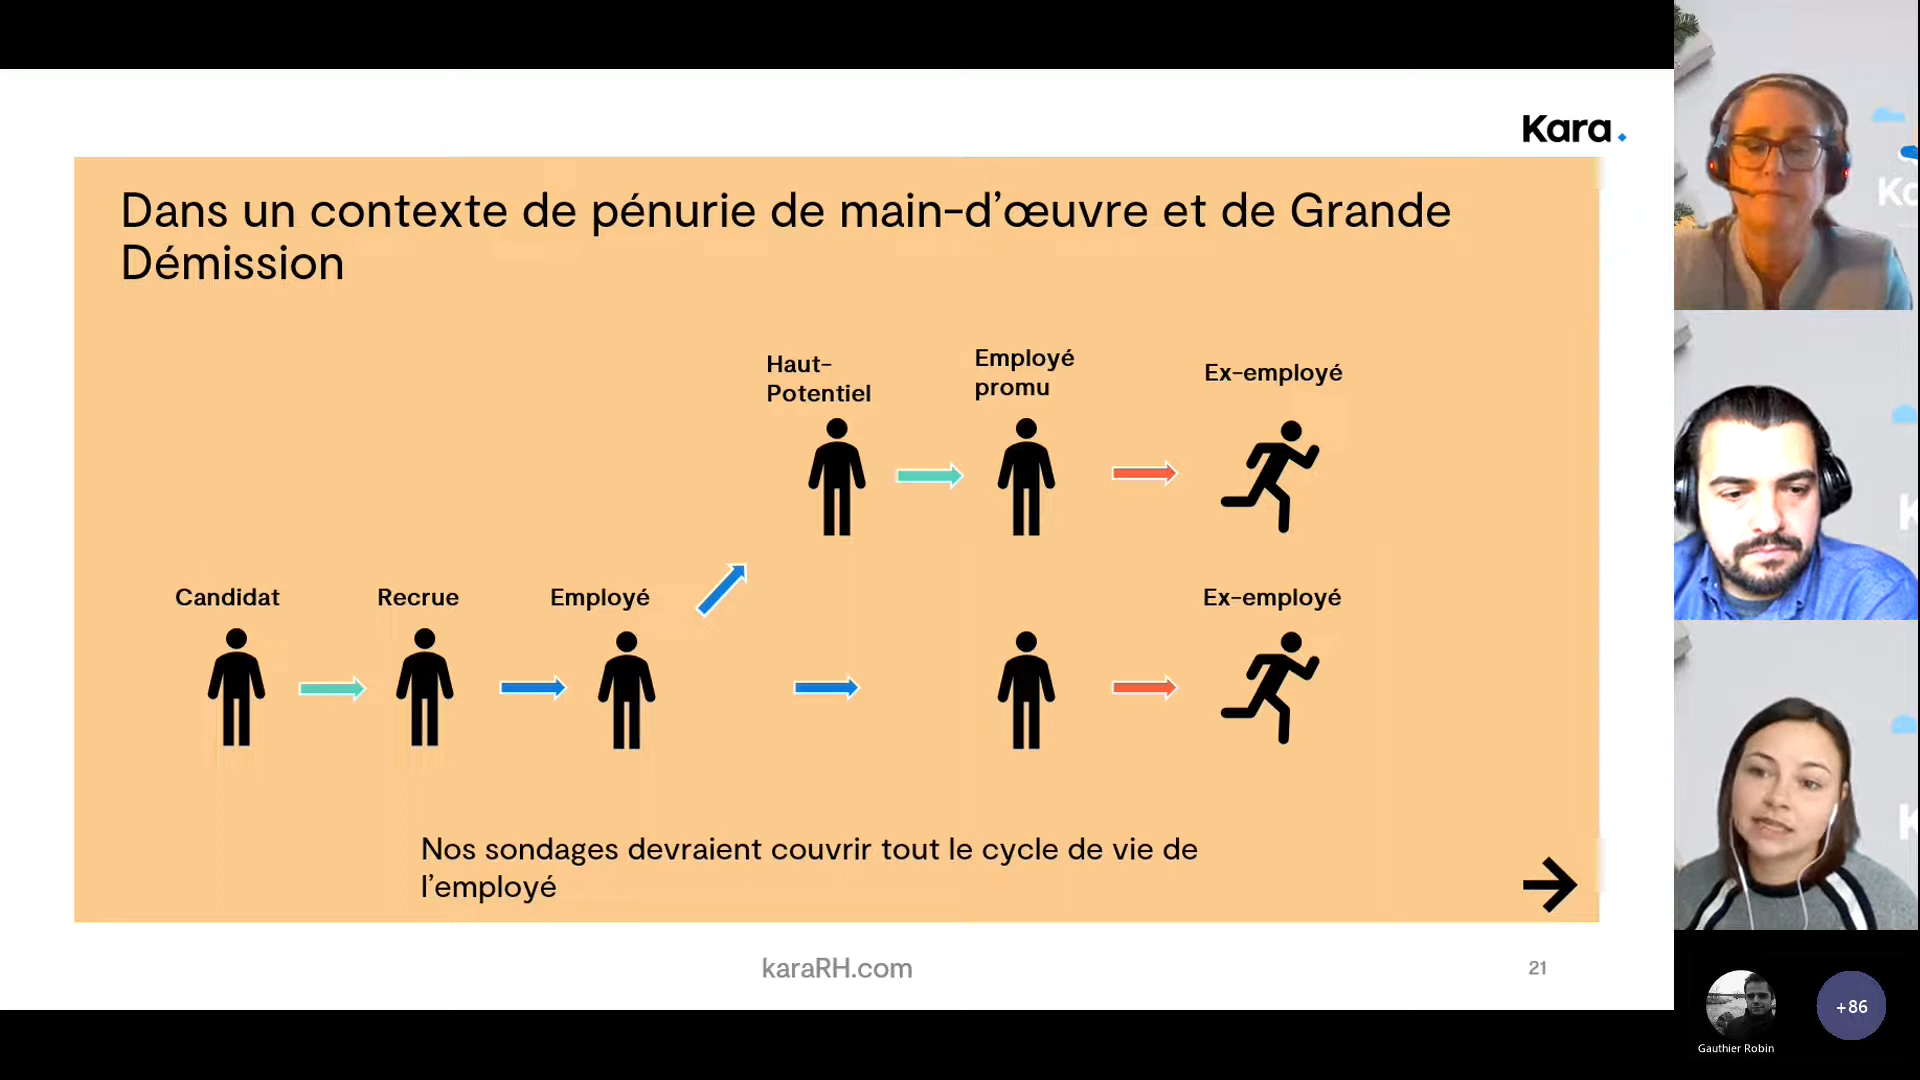 Kara.
Dans un contexte de pénurie de main-d’œuvre et de Grande
Démission
Haut-
Potentiel
Employé
promu
Ex-employé
Candidat
Recrue
Employé
Ex-employé
Nos sondages devraient couvrir tout le cycle de vie de
l’employé
karaRH.com
21
+86
Gauthier Robin